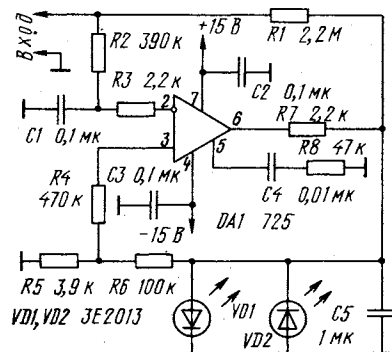 ВХОД
+15 В
R1 2,2 М
R2
390 к
R3 2,2 к
C2
0,1 мк
2
7
6
R7 2,2 к
C1 0,1 мк
3
5
R8 47 к
4
R4
470 к
C3
0,1 мк
C4 0,01 мк
−15 В
DA1 725
R5 3,9 к
R6 100к
VD1
C5
VD1, VD2 3E2013
VD2
1 мк